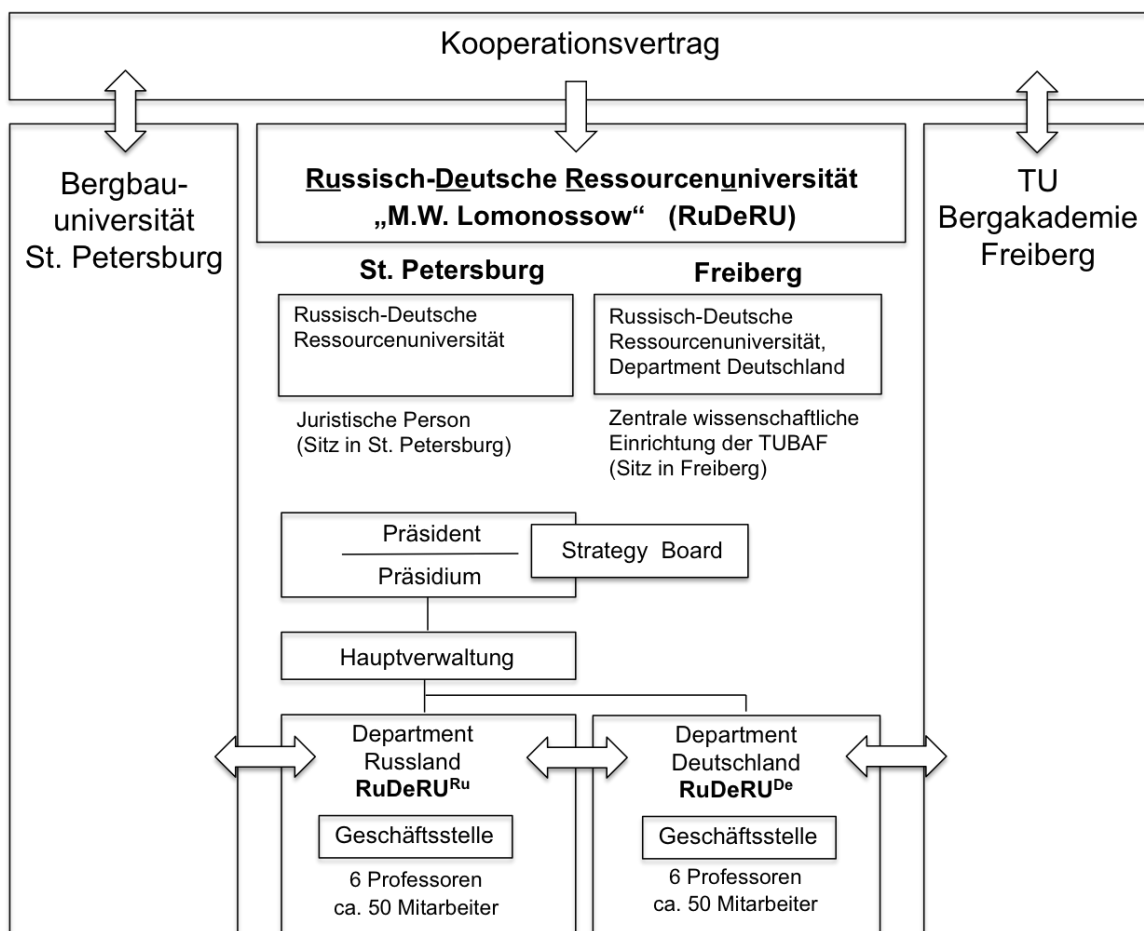 Kooperationsvertrag
Bergbau-
universität
St. Petersburg
Russisch-Deutsche Ressourcenuniversität
„M.W. Lomonossow“ (RuDeRU)
TU
Bergakademie
Freiberg
St. Petersburg
Freiberg
Russisch-Deutsche
Ressourcenuniversität
Russisch-Deutsche
Ressourcenuniversität,
Department Deutschland
Juristische Person
(Sitz in St. Petersburg)
Zentrale wissenschaftliche
Einrichtung der TUBAF
(Sitz in Freiberg)
Präsident
Präsidium
Strategy Board
Hauptverwaltung
Department
Russland
RuDeRU^Ru
Geschäftsstelle
6 Professoren
ca. 50 Mitarbeiter
Department
Deutschland
RuDeRU^De
Geschäftsstelle
6 Professoren
ca. 50 Mitarbeiter